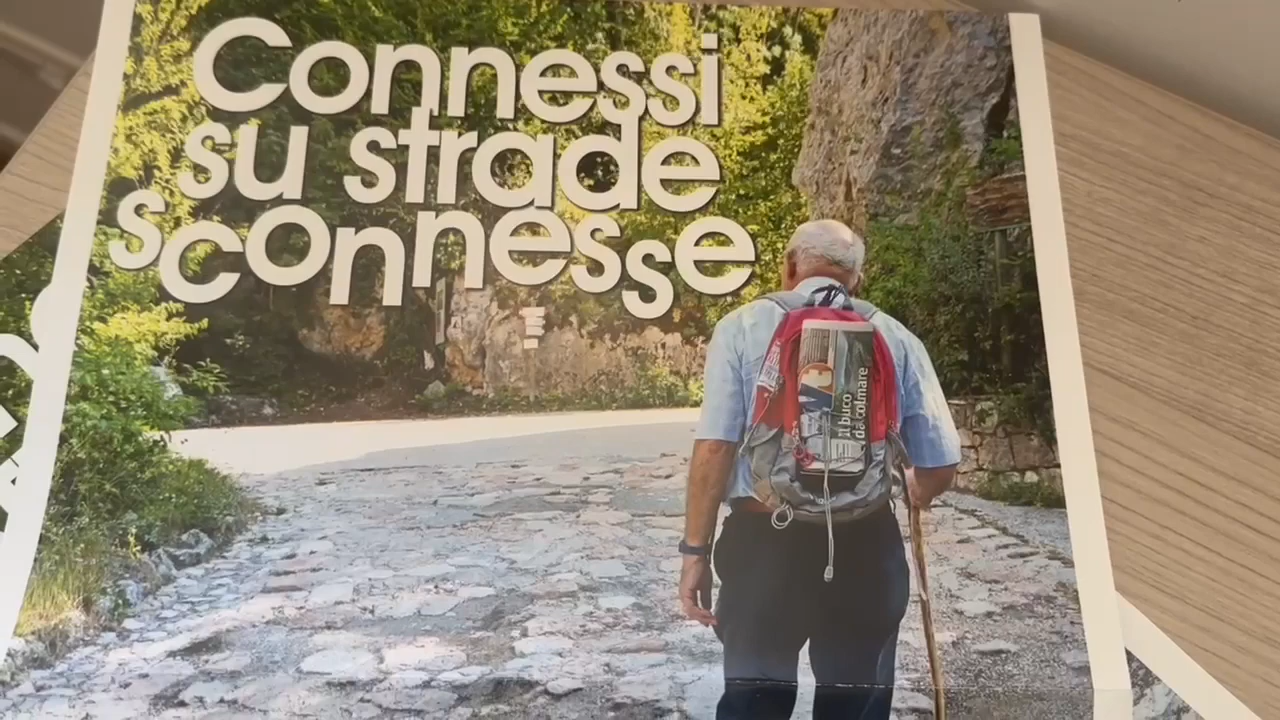 Connessi
su strade
sconnesse
Il buco
da colmare